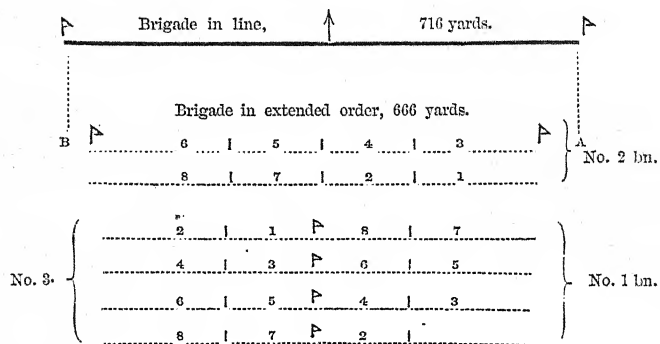 Brigade in line, 716 yards.
Brigade in extended order, 666 yards.
B A
6 5 4 3
No. 2 bn.
8 7 2 1
2 1 8 7
4 3 6 5
No. 3. No. 1 bn.
6 5 4 3
8 7 2